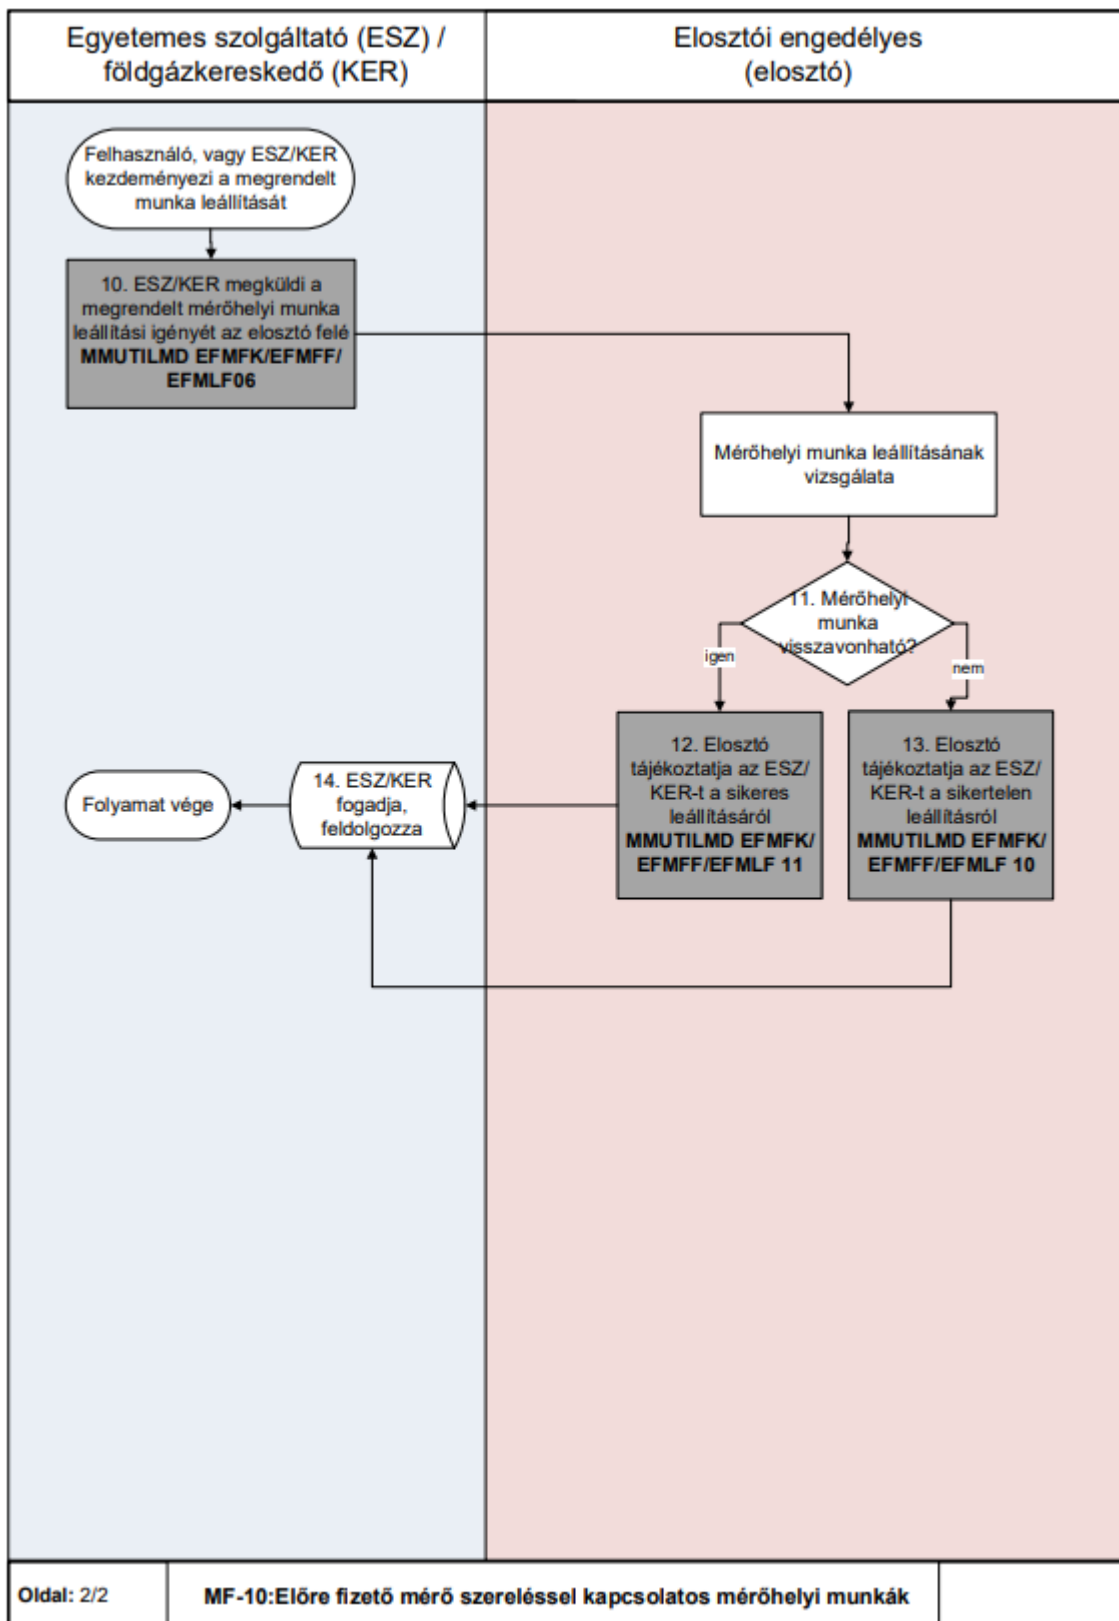 Egyetemes szolgáltató (ESZ) /
földgázkereskedő (KER)
Elosztói engedélyes
(elosztó)
Felhasználó, vagy ESZ/KER
kezdeményezi a megrendelt
munka leállítását
10. ESZ/KER megküldi a
megrendelt mérőhelyi munka
leállítási igényét az elosztó felé
MMUTILMD EFMFK/EFMFF/
EFMLF06
Mérőhelyi munka leállításának
vizsgálata
11. Mérőhelyi
munka
visszavonható?
igen
nem
12. Elosztó
tájékoztatja az ESZ/
KER-t a sikeres
leállításáról
MMUTILMD EFMFK/
EFMFF/EFMLF 11
13. Elosztó
tájékoztatja az ESZ/
KER-t a sikertelen
leállításról
MMUTILMD EFMFK/
EFMFF/EFMLF 10
14. ESZ/KER
fogadja,
feldolgozza
Folyamat vége
Oldal: 2/2
MF-10:Előre fizető mérő szereléssel kapcsolatos mérőhelyi munkák